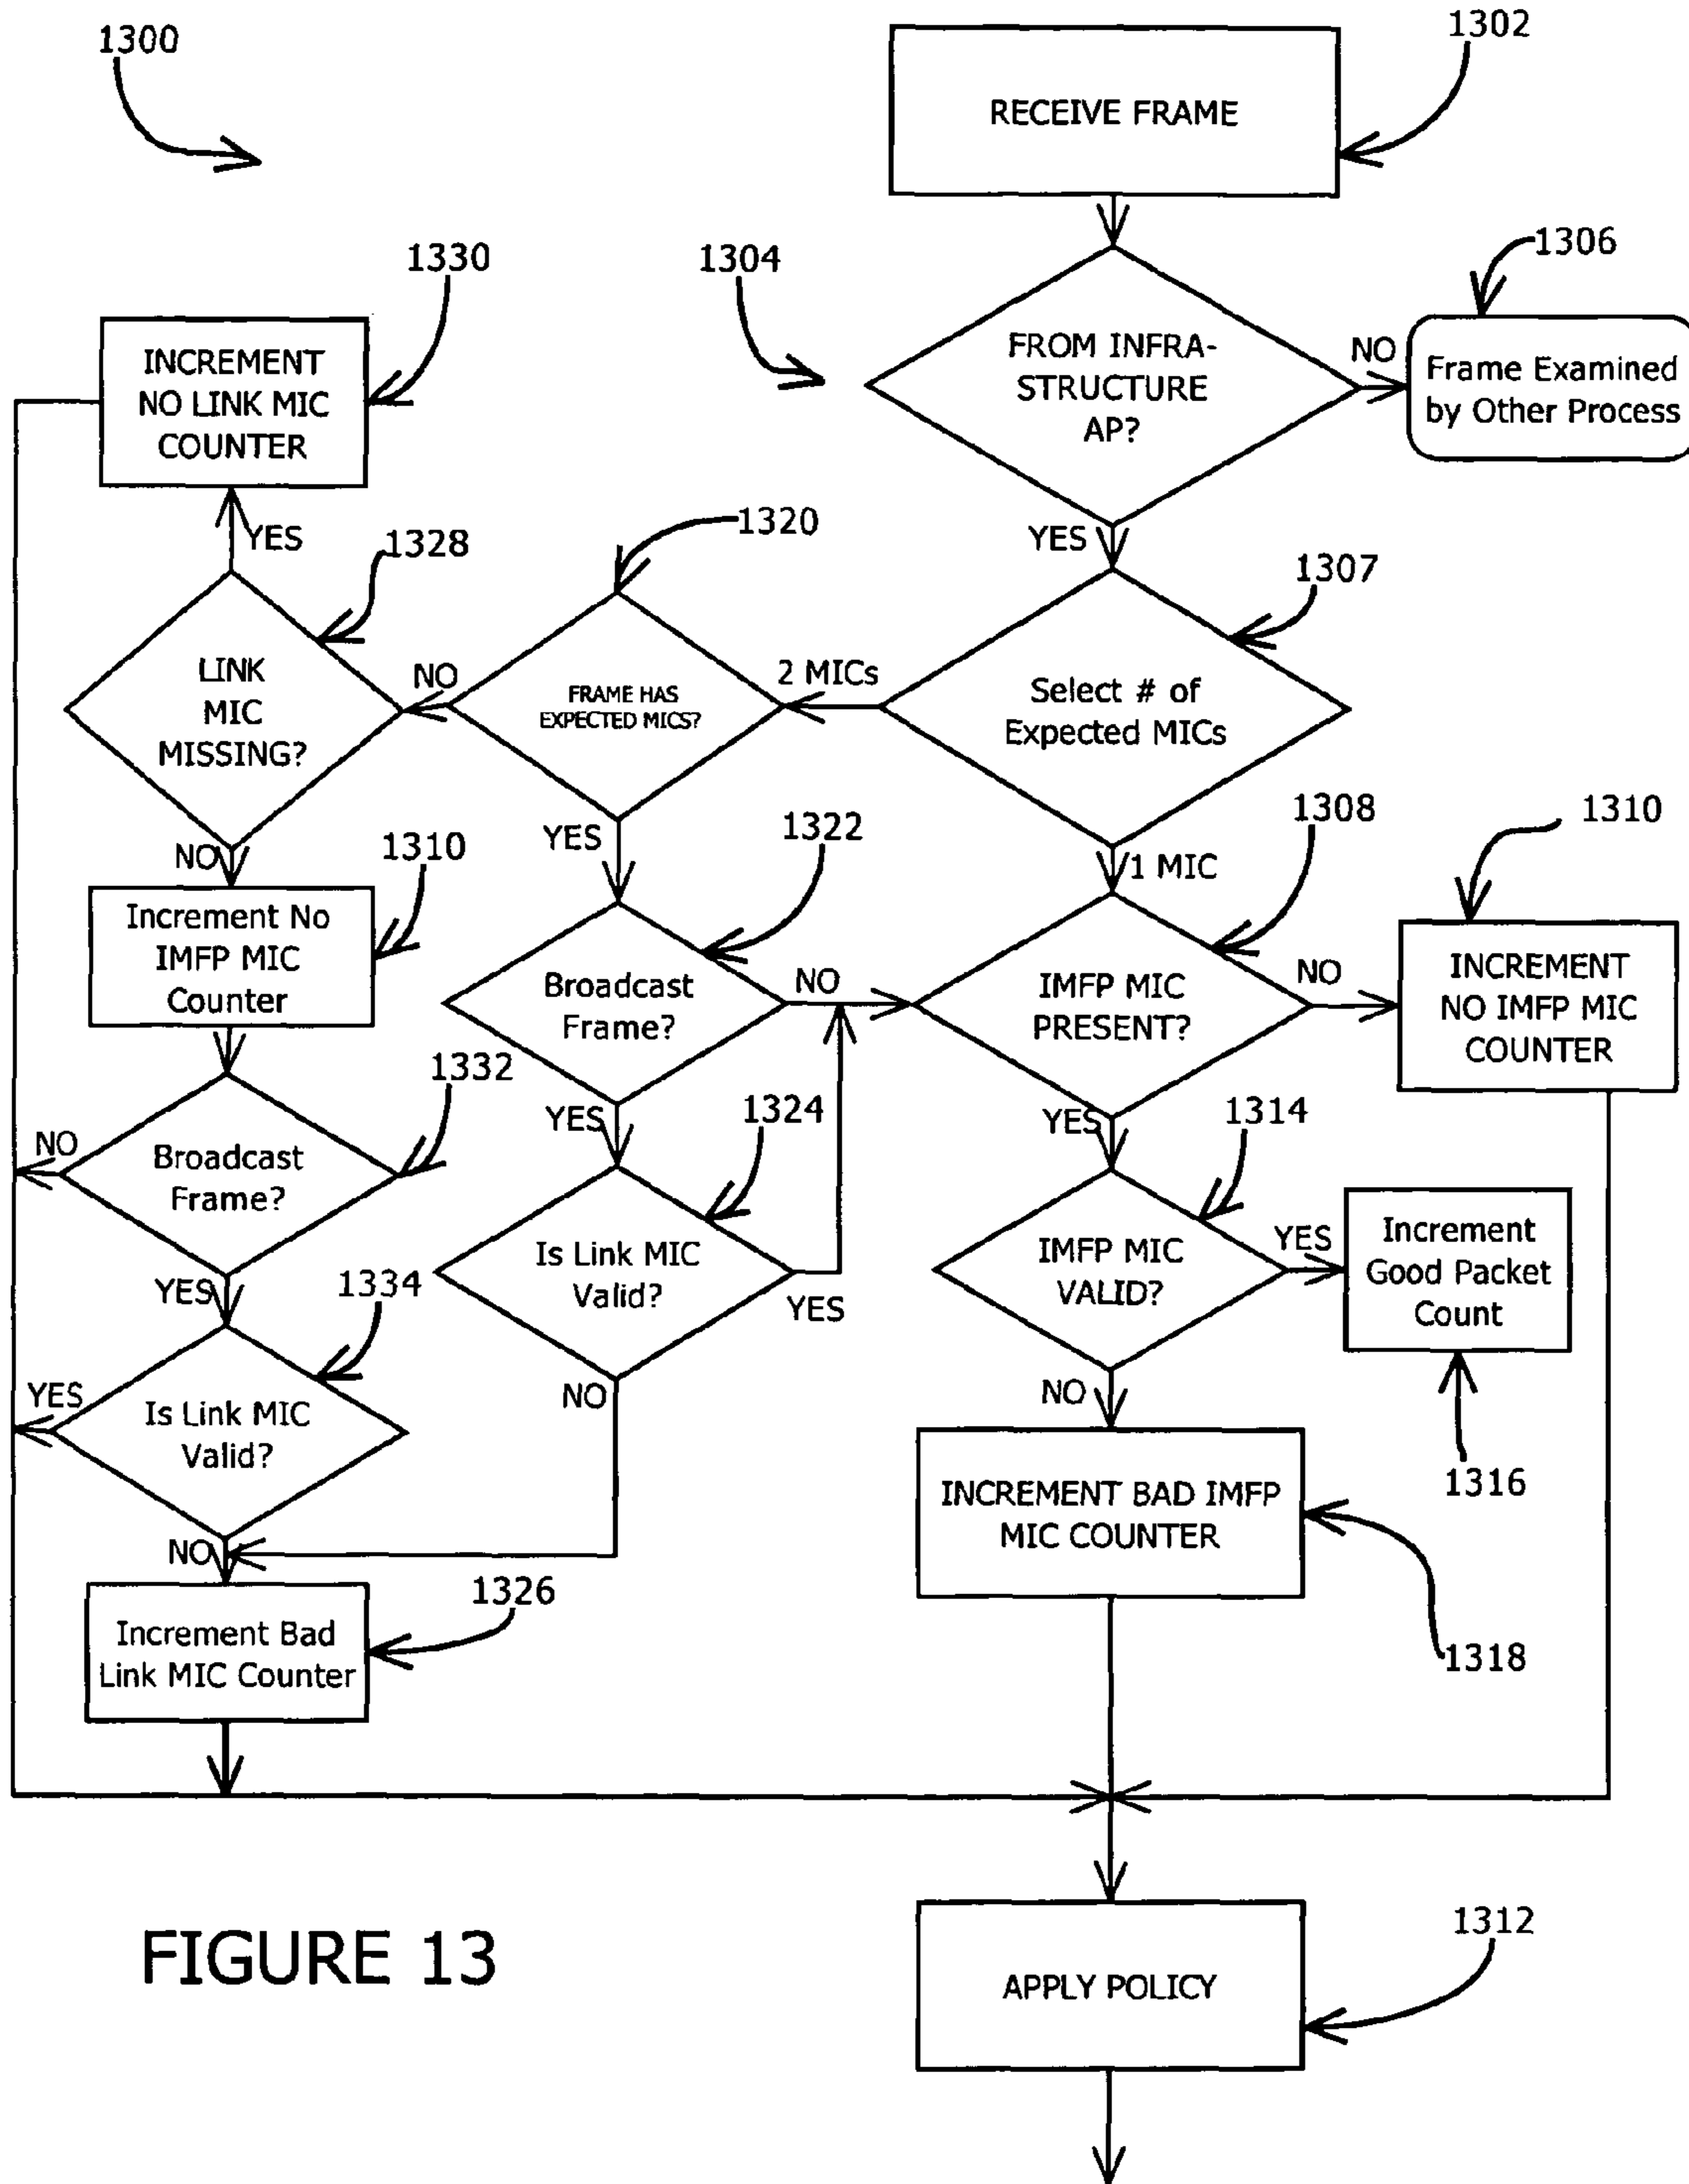 1300
1302
RECEIVE FRAME
1330
1304
1306
INCREMENT
NO LINK MIC
COUNTER
FROM INFRA-
STRUCTURE
AP?
NO
Frame Examined
by Other Process
YES
1328
1320
YES
1307
LINK
MIC
MISSING?
NO
FRAME HAS
EXPECTED MICS?
2 MICs
Select # of
Expected MICs
NO
1310
YES
1322
1 MIC
1308
1310
Increment No
IMFP MIC
Counter
Broadcast
Frame?
NO
IMFP MIC
PRESENT?
NO
INCREMENT
NO IMFP MIC
COUNTER
1332
NO
Broadcast
Frame?
YES
1324
YES
1314
YES
1334
Is Link MIC
Valid?
YES
IMFP MIC
VALID?
YES
Increment
Good Packet
Count
YES
Is Link MIC
Valid?
NO
NO
1316
NO
1326
INCREMENT BAD IMFP
MIC COUNTER
1318
Increment Bad
Link MIC Counter
1312
APPLY POLICY
FIGURE 13